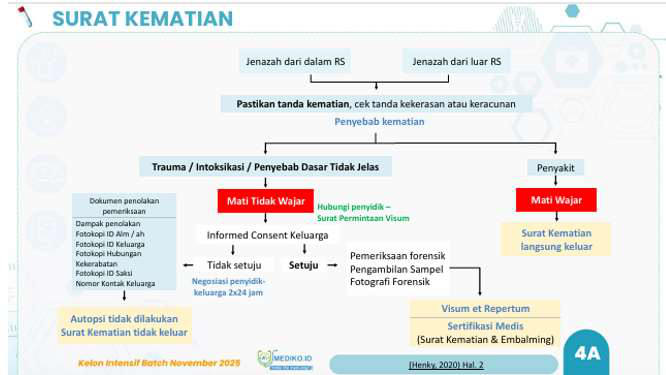 SURAT KEMATIAN
Jenazah dari dalam RS
Jenazah dari luar RS
Pastikan tanda kematian, cek tanda kekerasan atau keracunan
Penyebab kematian
Trauma / Intoksikasi / Penyebab Dasar Tidak Jelas
Penyakit
Dokumen penolakan
pemeriksaan
Dampak penolakan
Fotokopi ID Alm / ah
Fotokopi ID Keluarga
Fotokopi Hubungan
Kekerabatan
Fotokopi ID Saksi
Nomor Kontak Keluarga
Mati Tidak Wajar
Hubungi penyidik –
Surat Permintaan Visum
Mati Wajar
Informed Consent Keluarga
Surat Kematian
langsung keluar
Tidak setuju
Negosiasi penyidik-
keluarga 2x24 jam
Setuju
Pemeriksaan forensik
Pengambilan Sampel
Fotografi Forensik
Autopsi tidak dilakukan
Surat Kematian tidak keluar
Visum et Repertum
Sertifikasi Medis
(Surat Kematian & Embalming)
Kelon Intensif Batch November 2025
MEDIKO.ID
(Henky, 2020) Hal. 2
4A